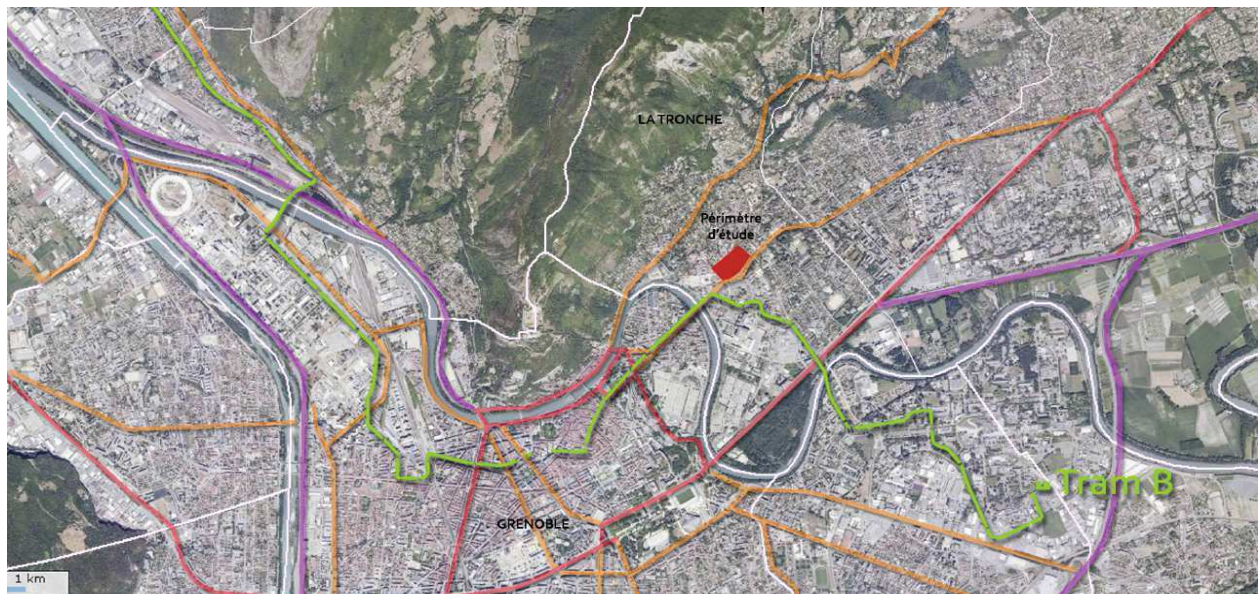 LA TRONCHE
Périmètre
d'étude
Tram B
GRENOBLE
1 km